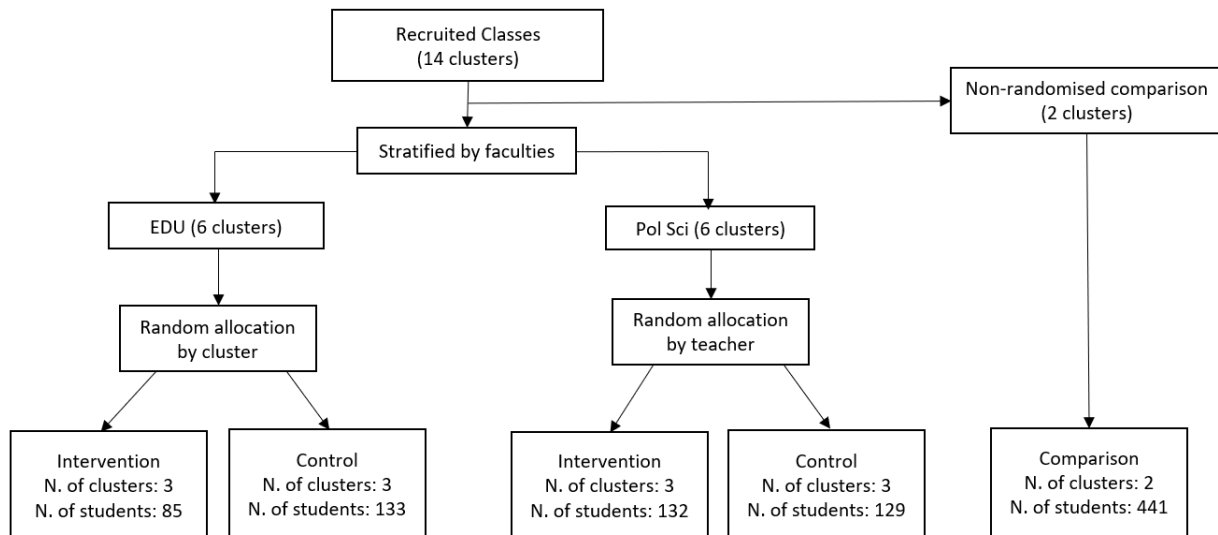 Recruited Classes
(14 clusters)
Non-randomised comparison
(2 clusters)
Stratified by faculties
EDU (6 clusters)
Pol Sci (6 clusters)
Random allocation
by cluster
Random allocation
by teacher
Intervention
N. of clusters: 3
N. of students: 85
Control
N. of clusters: 3
N. of students: 133
Intervention
N. of clusters: 3
N. of students: 132
Control
N. of clusters: 3
N. of students: 129
Comparison
N. of clusters: 2
N. of students: 441